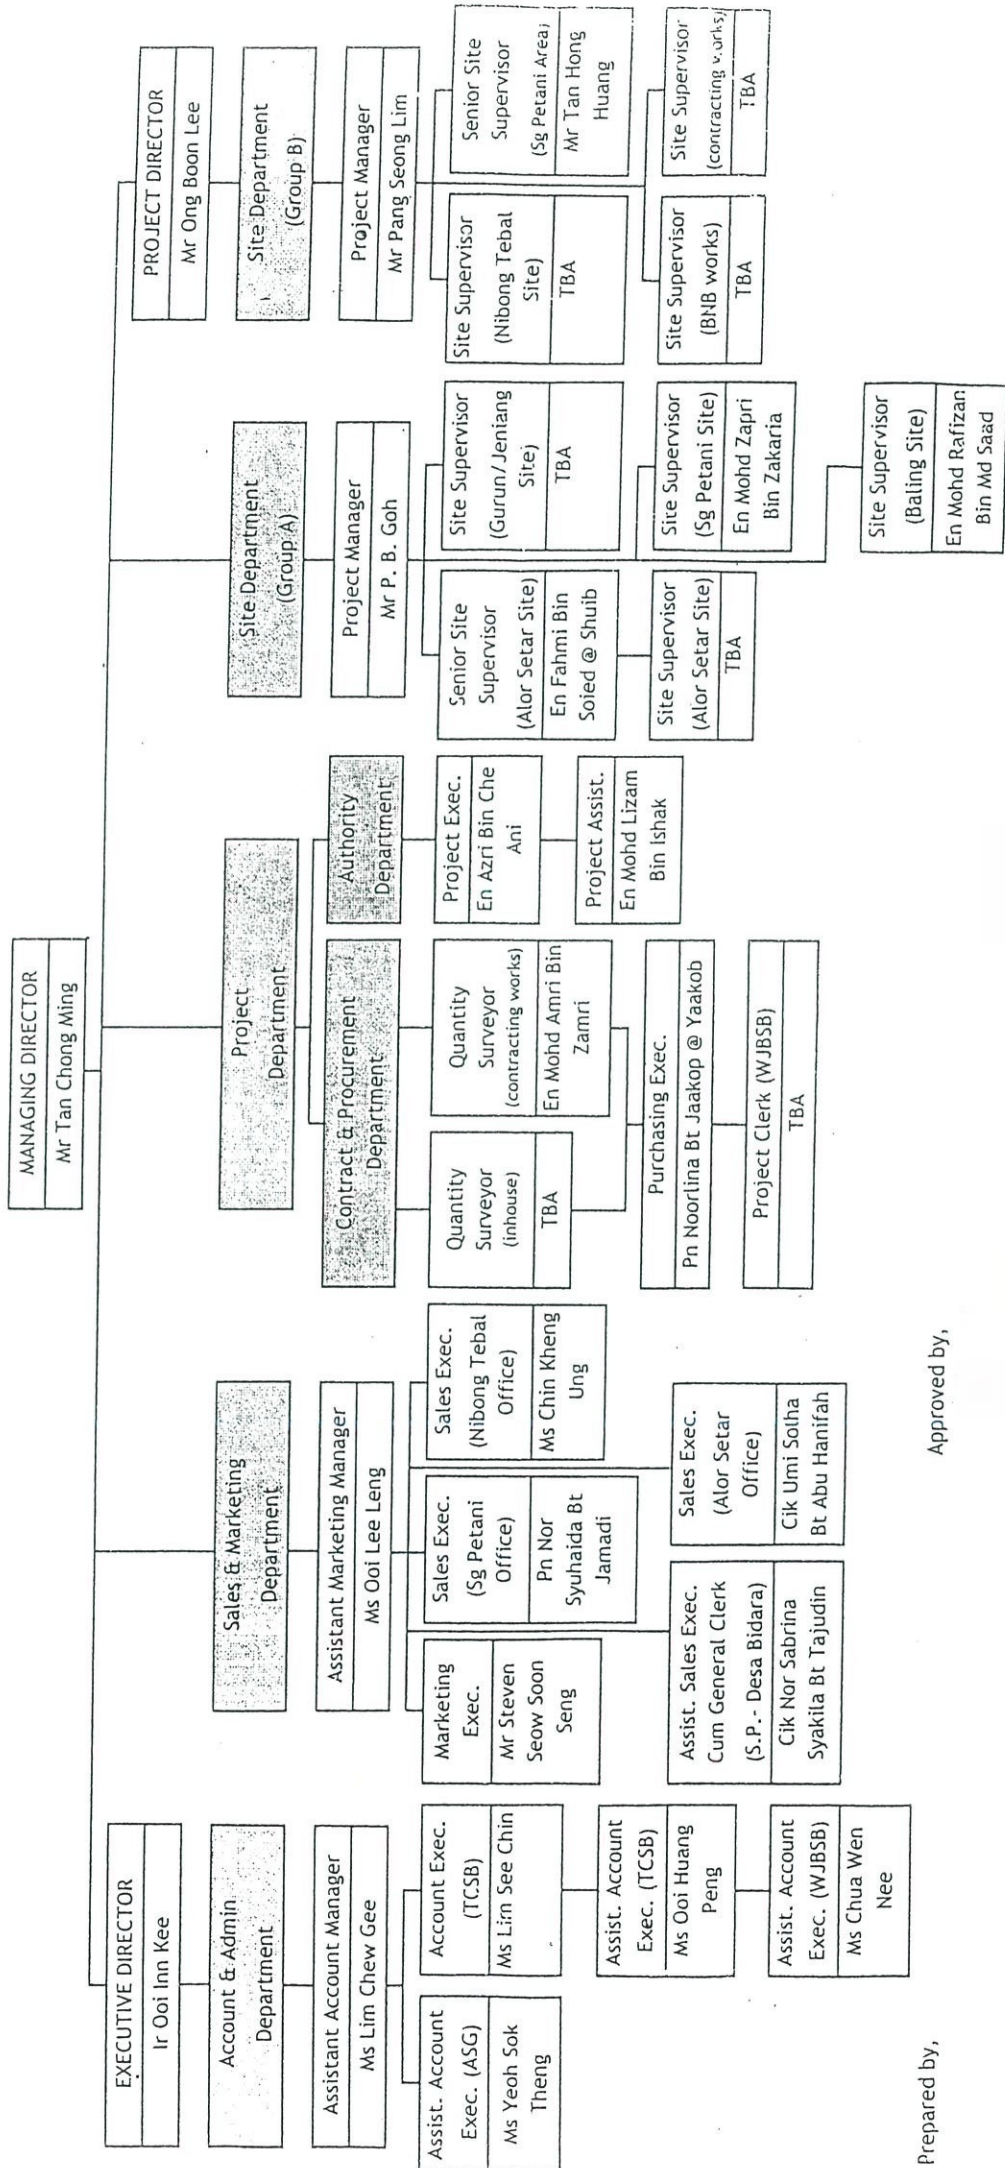 MANAGING DIRECTOR
Mr Tan Chong Ming
EXECUTIVE DIRECTOR
Ir Ooi Inn Kee
Account & Admin
Department
Assistant Account Manager
Ms Lim Chew Gee
Assist. Account
Exec. (ASG)
Ms Yeoh Sok
Theng
Account Exec.
(TCSB)
Ms Lim See Chin
Assist. Account
Exec. (TCSB)
Ms Ooi Huang
Peng
Assist. Account
Exec. (WJBSB)
Ms Chua Wen
Nee
Sales & Marketing
Department
Assistant Marketing Manager
Ms Ooi Lee Leng
Marketing
Exec.
Mr Steven
Seow Soon
Seng
Sales Exec.
(Sg Petani
Office)
Pn Nor
Syuhaida Bt
Jamadi
Sales Exec.
(Nibong Tebal
Office)
Ms Chin Kheng
Ung
Assist. Sales Exec.
Cum General Clerk
(S.P.- Desa Bidara)
Cik Nor Sabrina
Syakila Bt Tajudin
Sales Exec.
(Alor Setar
Office)
Cik Umi Solha
Bt Abu Hanifah
Project
Department
Contract & Procurement
Department
Quantity
Surveyor
(inhouse)
TBA
Quantity
Surveyor
(contracting works)
En Mohd Amri Bin
Zamri
Purchasing Exec.
Pn Noorlina Bt Jaakop @ Yaakob
Project Clerk (WJBSB)
TBA
Authority
Department
Project Exec.
En Azri Bin Che
Ani
Project Assist.
En Mohd Lizam
Bin Ishak
Site Department
(Group A)
Project Manager
Mr P. B. Goh
Senior Site
Supervisor
(Alor Setar Site)
En Fahmi Bin
Soied @ Shuib
Site Supervisor
(Alor Setar Site)
TBA
Site Supervisor
(Gurun/Jeniang
Site)
TBA
Site Supervisor
(Sg Petani Site)
En Mohd Zapri
Bin Zakaria
Site Supervisor
(Baling Site)
En Mohd Rafizan
Bin Md Saad
PROJECT DIRECTOR
Mr Ong Boon Lee
Site Department
(Group B)
Project Manager
Mr Pang Seong Lim
Site Supervisor
(Nibong Tebal
Site)
TBA
Senior Site
Supervisor
(Sg Petani Area)
Mr Tan Hong
Huang
Site Supervisor
(BNB works)
TBA
Site Supervisor
(contracting works)
TBA
Prepared by,
Approved by,